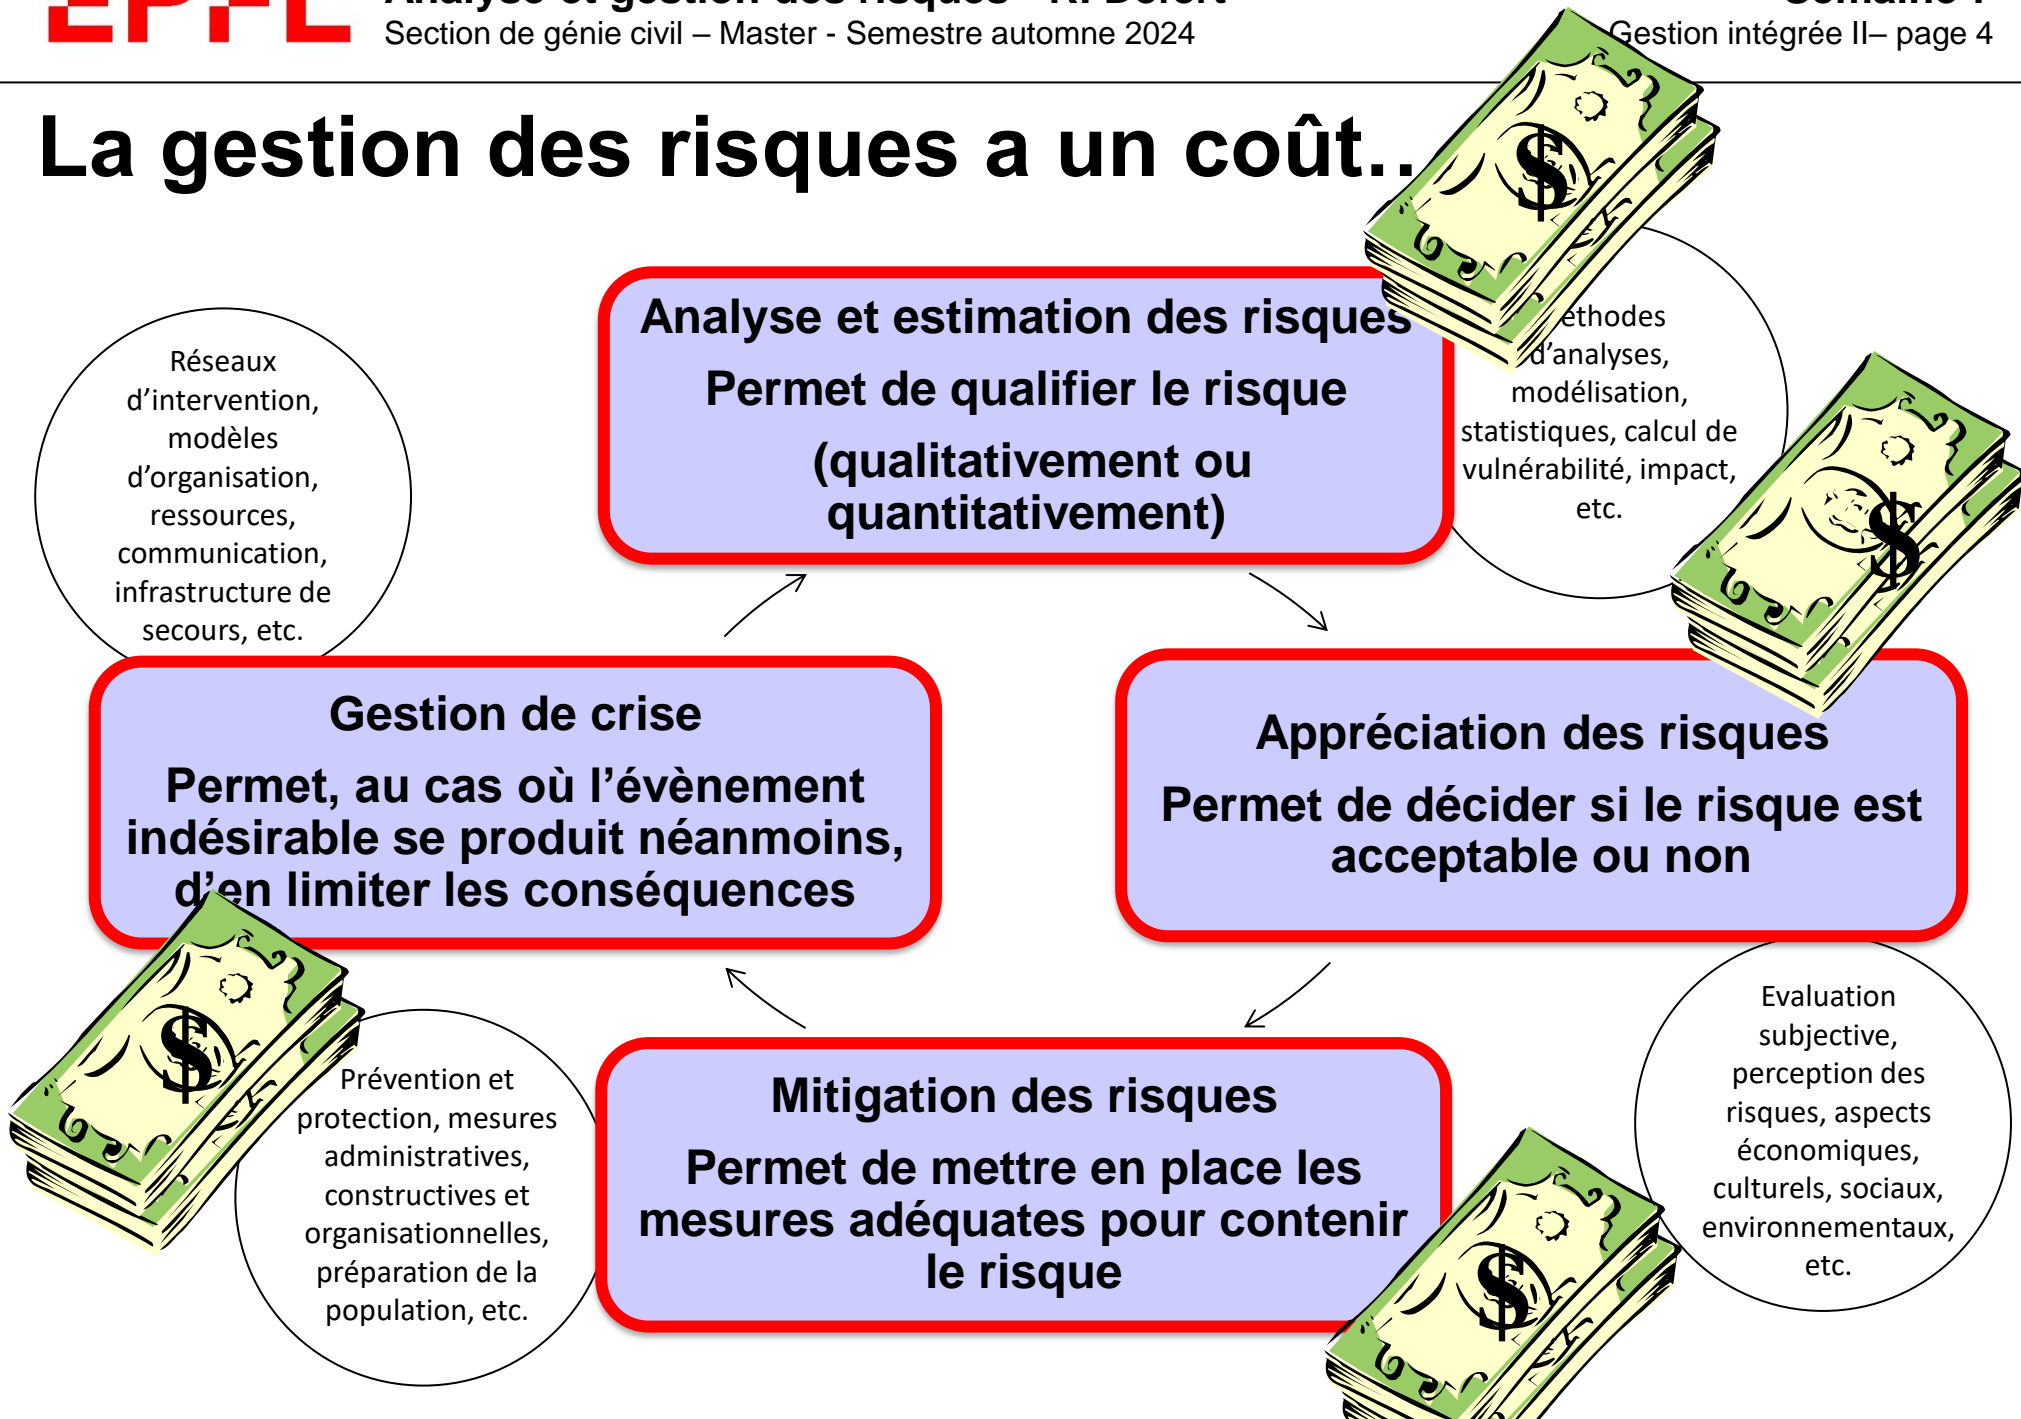 EPFL
Analyse et gestion des risques
Section de génie civil – Master - Semestre automne 2024
Gestion intégrée II– page 4
La gestion des risques a un coût…
Analyse et estimation des risques
Permet de qualifier le risque
(qualitativement ou
quantitativement)
éthodes
d’analyses,
modélisation,
statistiques, calcul de
vulnérabilité, impact,
etc.
Réseaux
d’intervention,
modèles
d’organisation,
ressources,
communication,
infrastructure de
secours, etc.
Gestion de crise
Permet, au cas où l’évènement
indésirable se produit néanmoins,
d’en limiter les conséquences
Appréciation des risques
Permet de décider si le risque est
acceptable ou non
Prévention et
protection, mesures
administratives,
constructives et
organisationnelles,
préparation de la
population, etc.
Mitigation des risques
Permet de mettre en place les
mesures adéquates pour contenir
le risque
Evaluation
subjective,
perception des
risques, aspects
économiques,
culturels, sociaux,
environnementaux,
etc.
$
$
$
$